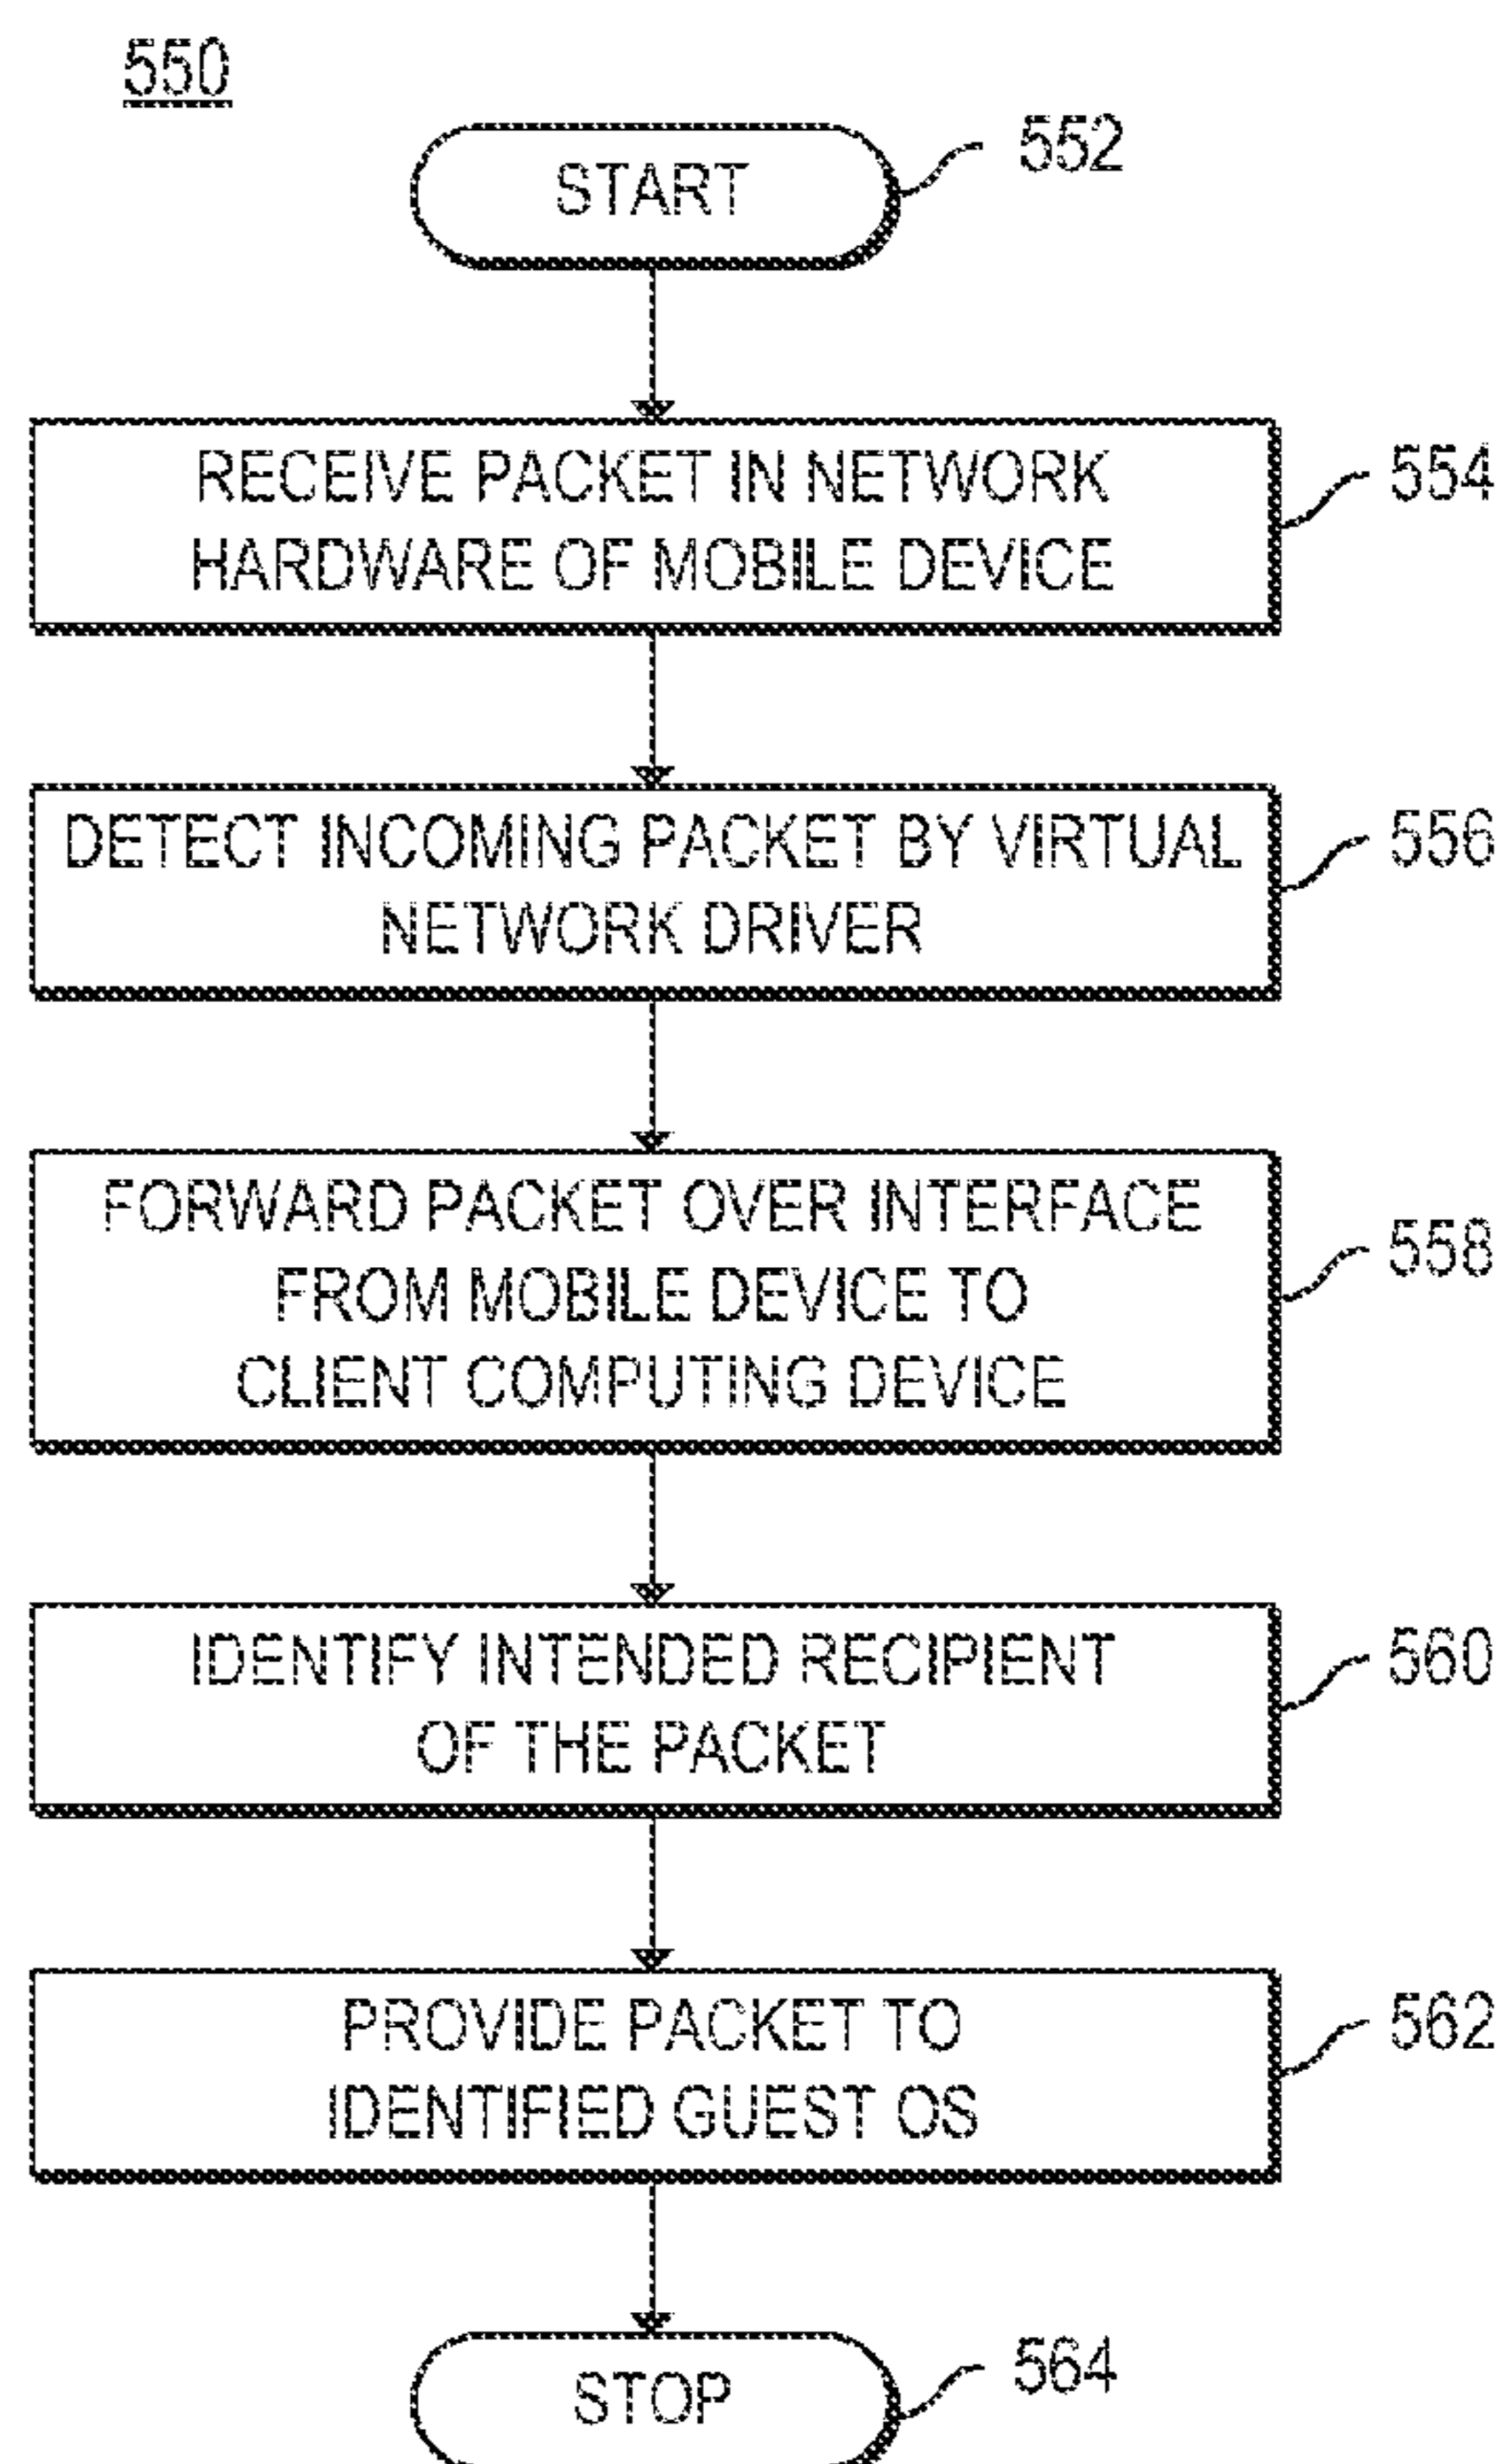 550
START
552
RECEIVE PACKET IN NETWORK
HARDWARE OF MOBILE DEVICE
554
DETECT INCOMING PACKET BY VIRTUAL
NETWORK DRIVER
556
FORWARD PACKET OVER INTERFACE
FROM MOBILE DEVICE TO
CLIENT COMPUTING DEVICE
558
IDENTIFY INTENDED RECIPIENT
OF THE PACKET
560
PROVIDE PACKET TO
IDENTIFIED GUEST OS
562
STOP
564